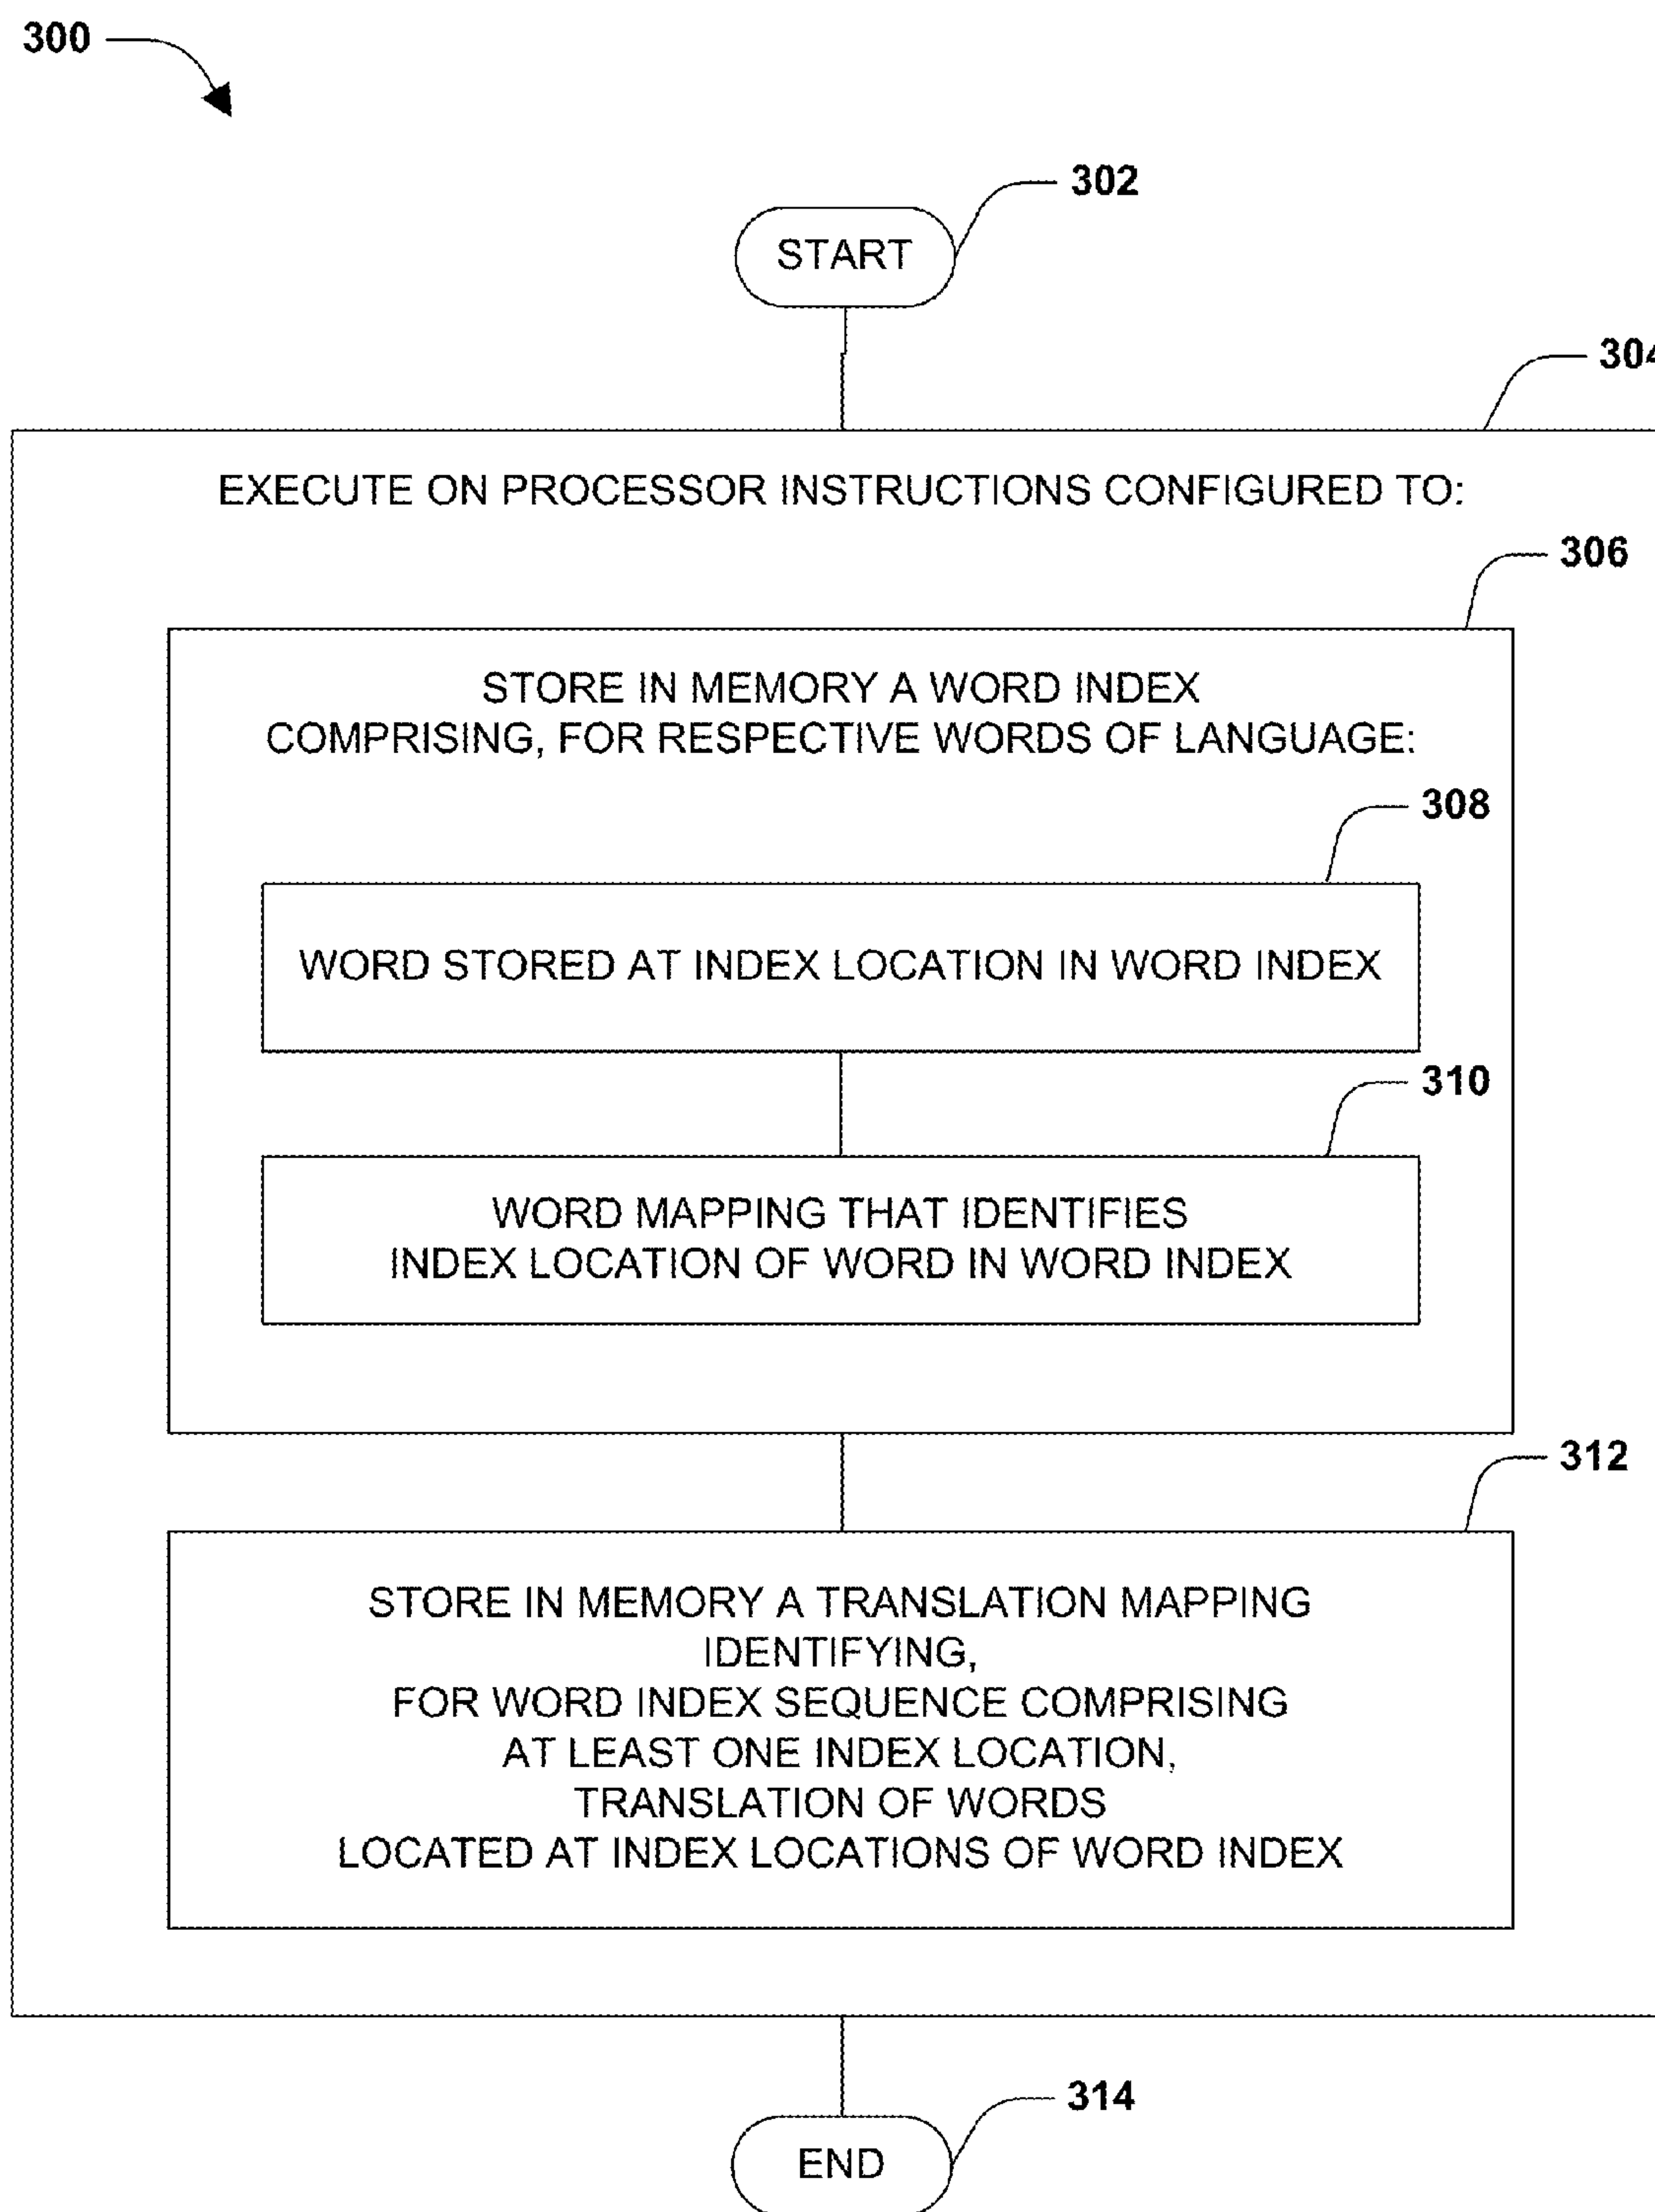 300
302
START
304
EXECUTE ON PROCESSOR INSTRUCTIONS CONFIGURED TO:
306
STORE IN MEMORY A WORD INDEX
COMPRISING, FOR RESPECTIVE WORDS OF LANGUAGE:
308
WORD STORED AT INDEX LOCATION IN WORD INDEX
310
WORD MAPPING THAT IDENTIFIES
INDEX LOCATION OF WORD IN WORD INDEX
312
STORE IN MEMORY A TRANSLATION MAPPING
IDENTIFYING,
FOR WORD INDEX SEQUENCE COMPRISING
AT LEAST ONE INDEX LOCATION,
TRANSLATION OF WORDS
LOCATED AT INDEX LOCATIONS OF WORD INDEX
314
END